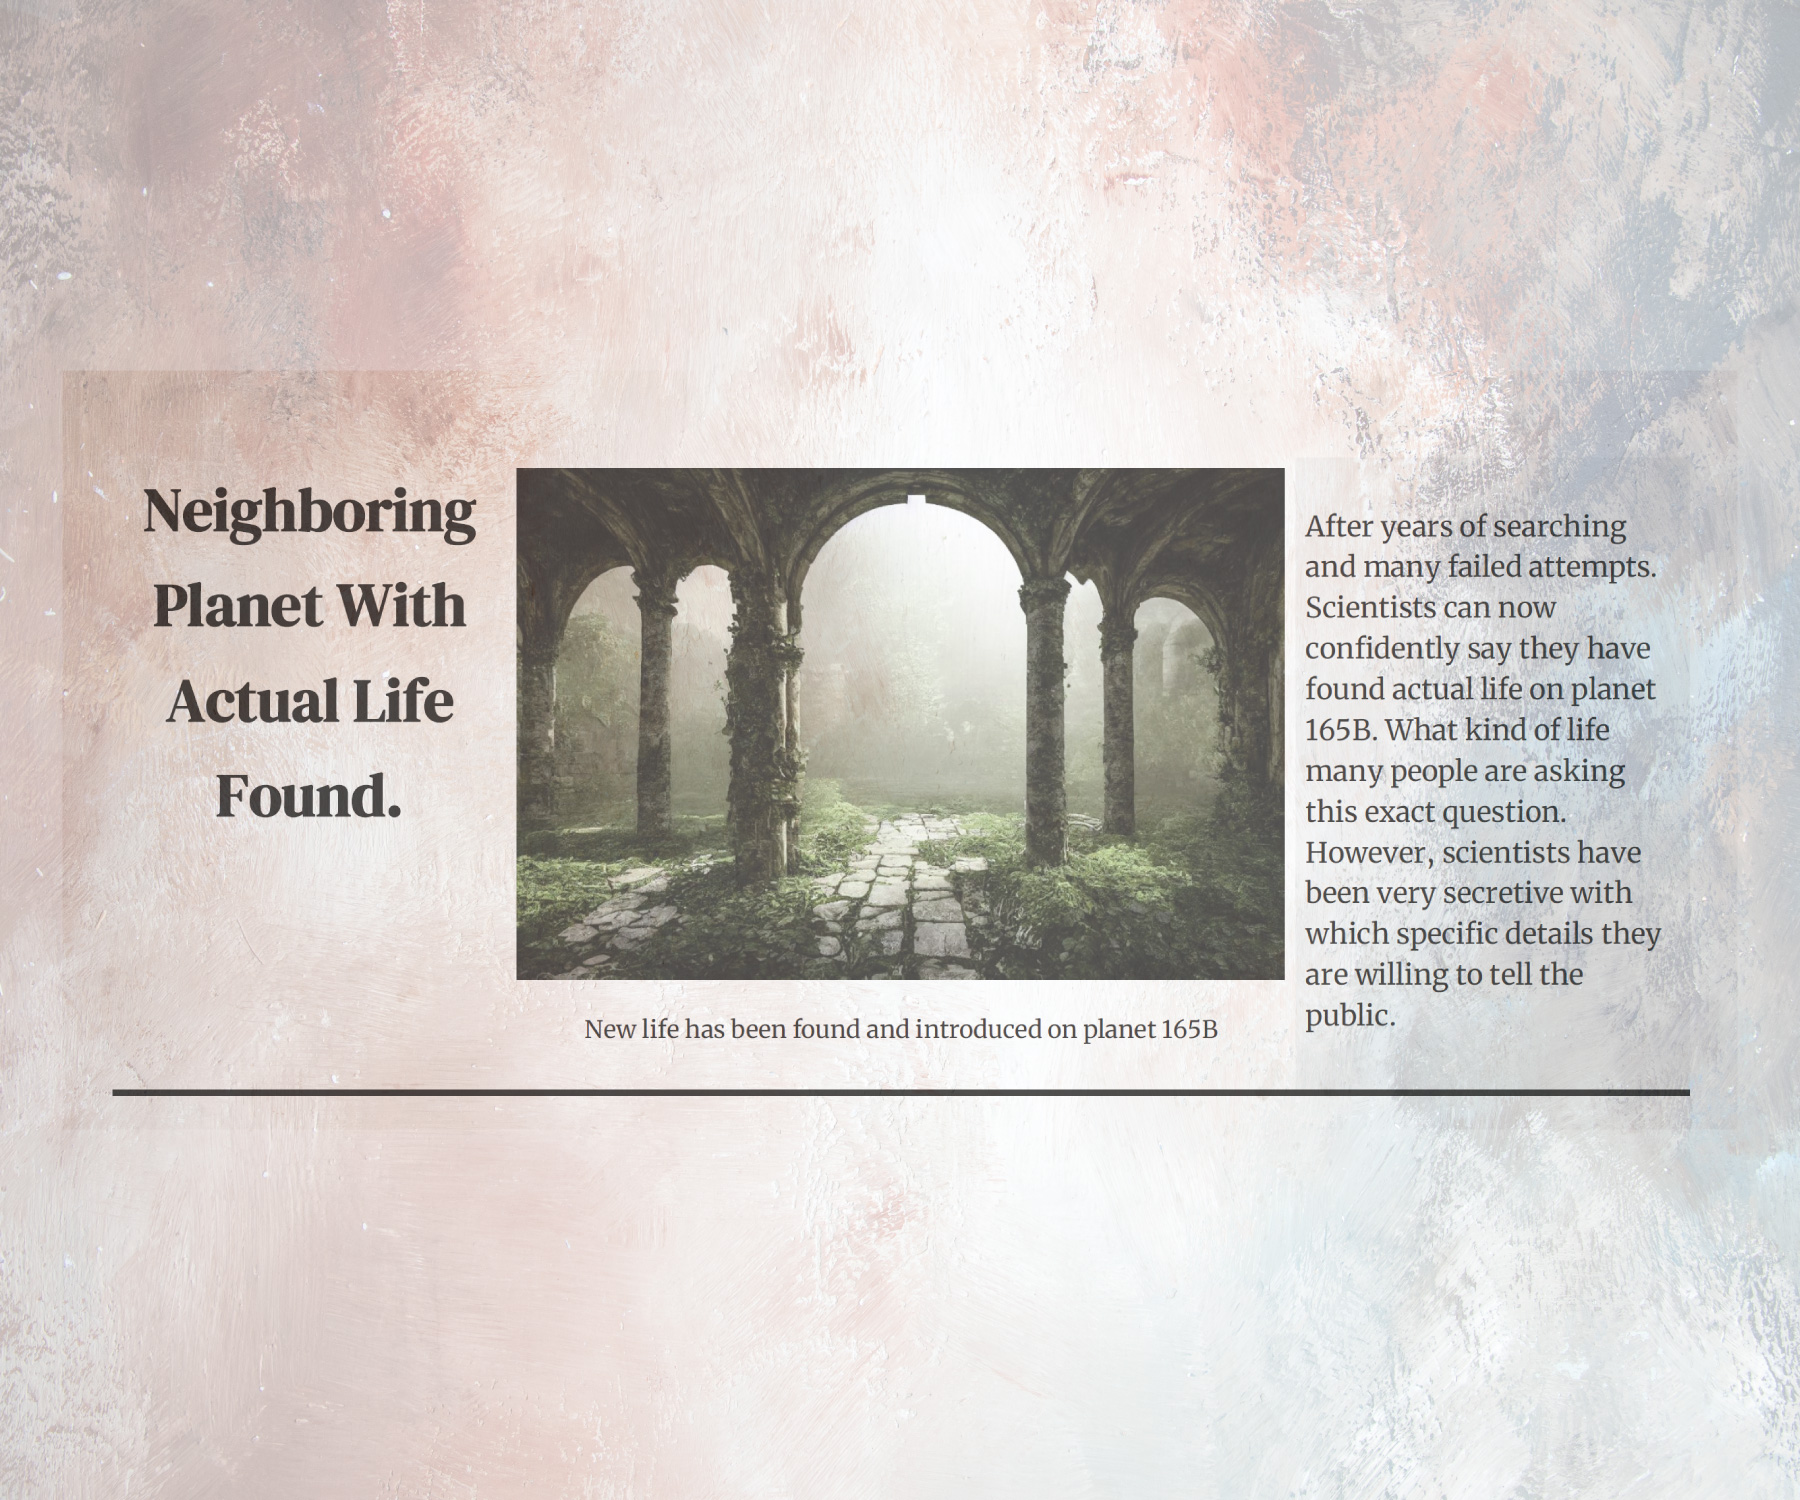 Neighboring
Planet With
Actual Life
Found.
New life has been found and introduced on planet 165B
After years of searching
and many failed attempts.
Scientists can now
confidently say they have
found actual life on planet
165B. What kind of life
many people are asking
this exact question.
However, scientists have
been very secretive with
which specific details they
are willing to tell the
public.